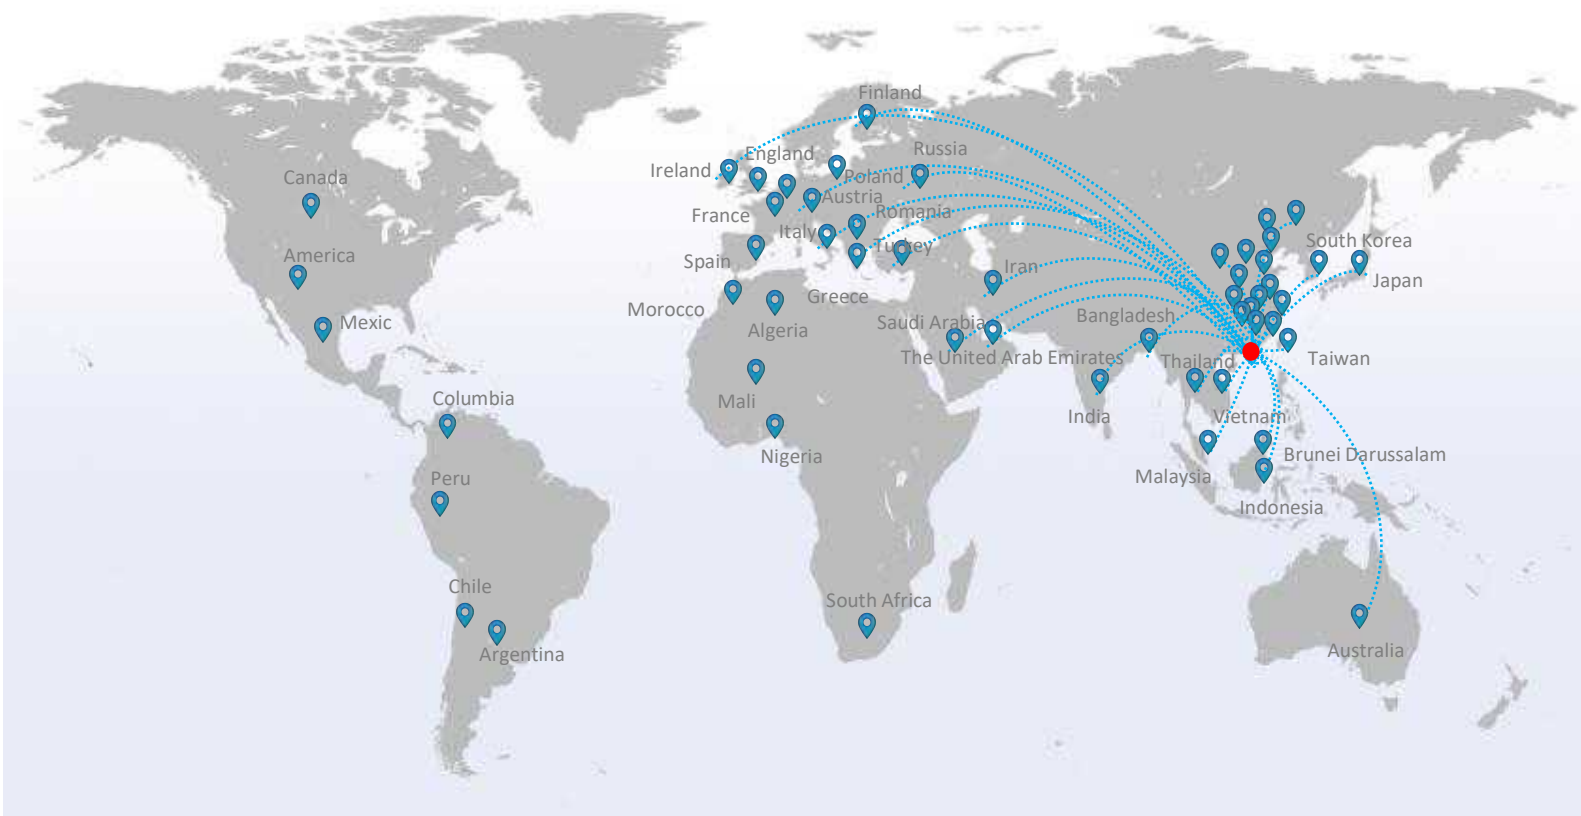 Finland
England
Russia
Ireland
Poland
Canada
Austria
France
Romania
Italy
South Korea
America
Spain
Turkey
Iran
Japan
Morocco
Greece
Algeria
Saudi Arabia
Bangladesh
Mexic
The United Arab Emirates
Thailand
Taiwan
Mali
Columbia
India
Vietnam
Nigeria
Brunei Darussalam
Peru
Malaysia
Indonesia
Chile
South Africa
Argentina
Australia